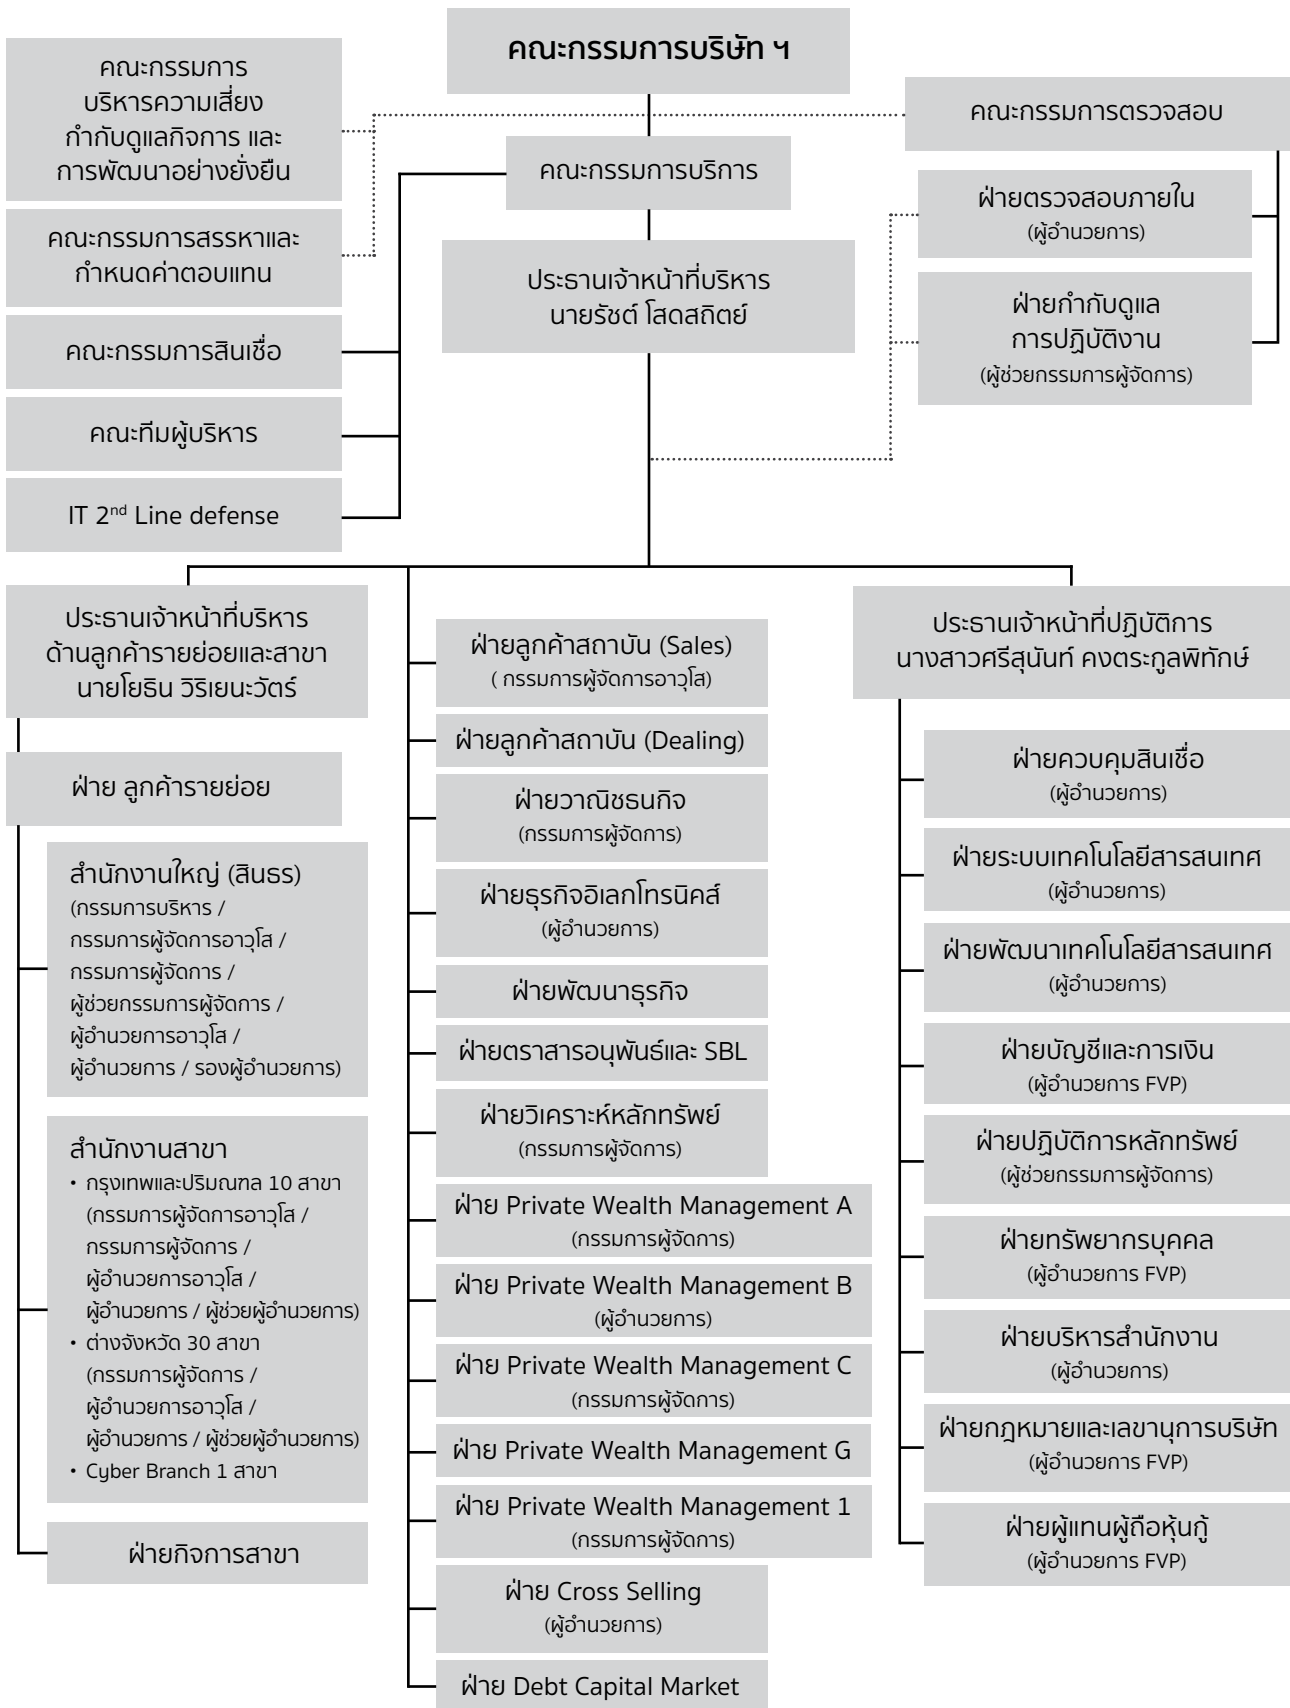 คณะกรรมการบริษัท ฯ
คณะกรรมการ
บริหารความเสี่ยง
กำกับดูแลกิจการ และ
การพัฒนาอย่างยั่งยืน
คณะกรรมการตรวจสอบ
คณะกรรมการบริการ
ฝ่ายตรวจสอบภายใน
(ผู้อำนวยการ)
คณะกรรมการสรรหาและ
กำหนดค่าตอบแทน
ประธานเจ้าหน้าที่บริหาร
นายรัชต์ โสดสถิตย์
ฝ่ายกำกับดูแล
การปฏิบัติงาน
(ผู้ช่วยกรรมการผู้จัดการ)
คณะกรรมการสินเชื่อ
คณะทีมผู้บริหาร
IT 2nd Line defense
ประธานเจ้าหน้าที่บริหาร
ด้านลูกค้ารายย่อยและสาขา
นายโยธิน วิริเยนะวัตร์
ฝ่าย ลูกค้ารายย่อย
สำนักงานใหญ่ (สินธร)
(กรรมการบริหาร /
กรรมการผู้จัดการอาวุโส /
กรรมการผู้จัดการ /
ผู้ช่วยกรรมการผู้จัดการ /
ผู้อำนวยการอาวุโส /
ผู้อำนวยการ / รองผู้อำนวยการ)
สำนักงานสาขา
• กรุงเทพและปริมณฑล 10 สาขา
(กรรมการผู้จัดการอาวุโส /
กรรมการผู้จัดการ /
ผู้อำนวยการอาวุโส /
ผู้อำนวยการ / ผู้ช่วยผู้อำนวยการ)
• ต่างจังหวัด 30 สาขา
(กรรมการผู้จัดการ /
ผู้อำนวยการอาวุโส /
ผู้อำนวยการ / ผู้ช่วยผู้อำนวยการ)
• Cyber Branch 1 สาขา
ฝ่ายกิจการสาขา
ฝ่ายลูกค้าสถาบัน (Sales)
( กรรมการผู้จัดการอาวุโส)
ฝ่ายลูกค้าสถาบัน (Dealing)
ฝ่ายวาณิชธนกิจ
(กรรมการผู้จัดการ)
ฝ่ายธุรกิจอิเลกโทรนิคส์
(ผู้อำนวยการ)
ฝ่ายพัฒนาธุรกิจ
ฝ่ายตราสารอนุพันธ์และ SBL
ฝ่ายวิเคราะห์หลักทรัพย์
(กรรมการผู้จัดการ)
ฝ่าย Private Wealth Management A
(กรรมการผู้จัดการ)
ฝ่าย Private Wealth Management B
(ผู้อำนวยการ)
ฝ่าย Private Wealth Management C
(กรรมการผู้จัดการ)
ฝ่าย Private Wealth Management G
ฝ่าย Private Wealth Management 1
(กรรมการผู้จัดการ)
ฝ่าย Cross Selling
(ผู้อำนวยการ)
ฝ่าย Debt Capital Market
ประธานเจ้าหน้าที่ปฏิบัติการ
นางสาวศรีสุนันท์ คงตระกูลพิทักษ์
ฝ่ายควบคุมสินเชื่อ
(ผู้อำนวยการ)
ฝ่ายระบบเทคโนโลยีสารสนเทศ
(ผู้อำนวยการ)
ฝ่ายพัฒนาเทคโนโลยีสารสนเทศ
(ผู้อำนวยการ)
ฝ่ายบัญชีและการเงิน
(ผู้อำนวยการ FVP)
ฝ่ายปฏิบัติการหลักทรัพย์
(ผู้ช่วยกรรมการผู้จัดการ)
ฝ่ายทรัพยากรบุคคล
(ผู้อำนวยการ FVP)
ฝ่ายบริหารสำนักงาน
(ผู้อำนวยการ)
ฝ่ายกฎหมายและเลขานุการบริษัท
(ผู้อำนวยการ FVP)
ฝ่ายผู้แทนผู้ถือหุ้นกู้
(ผู้อำนวยการ FVP)